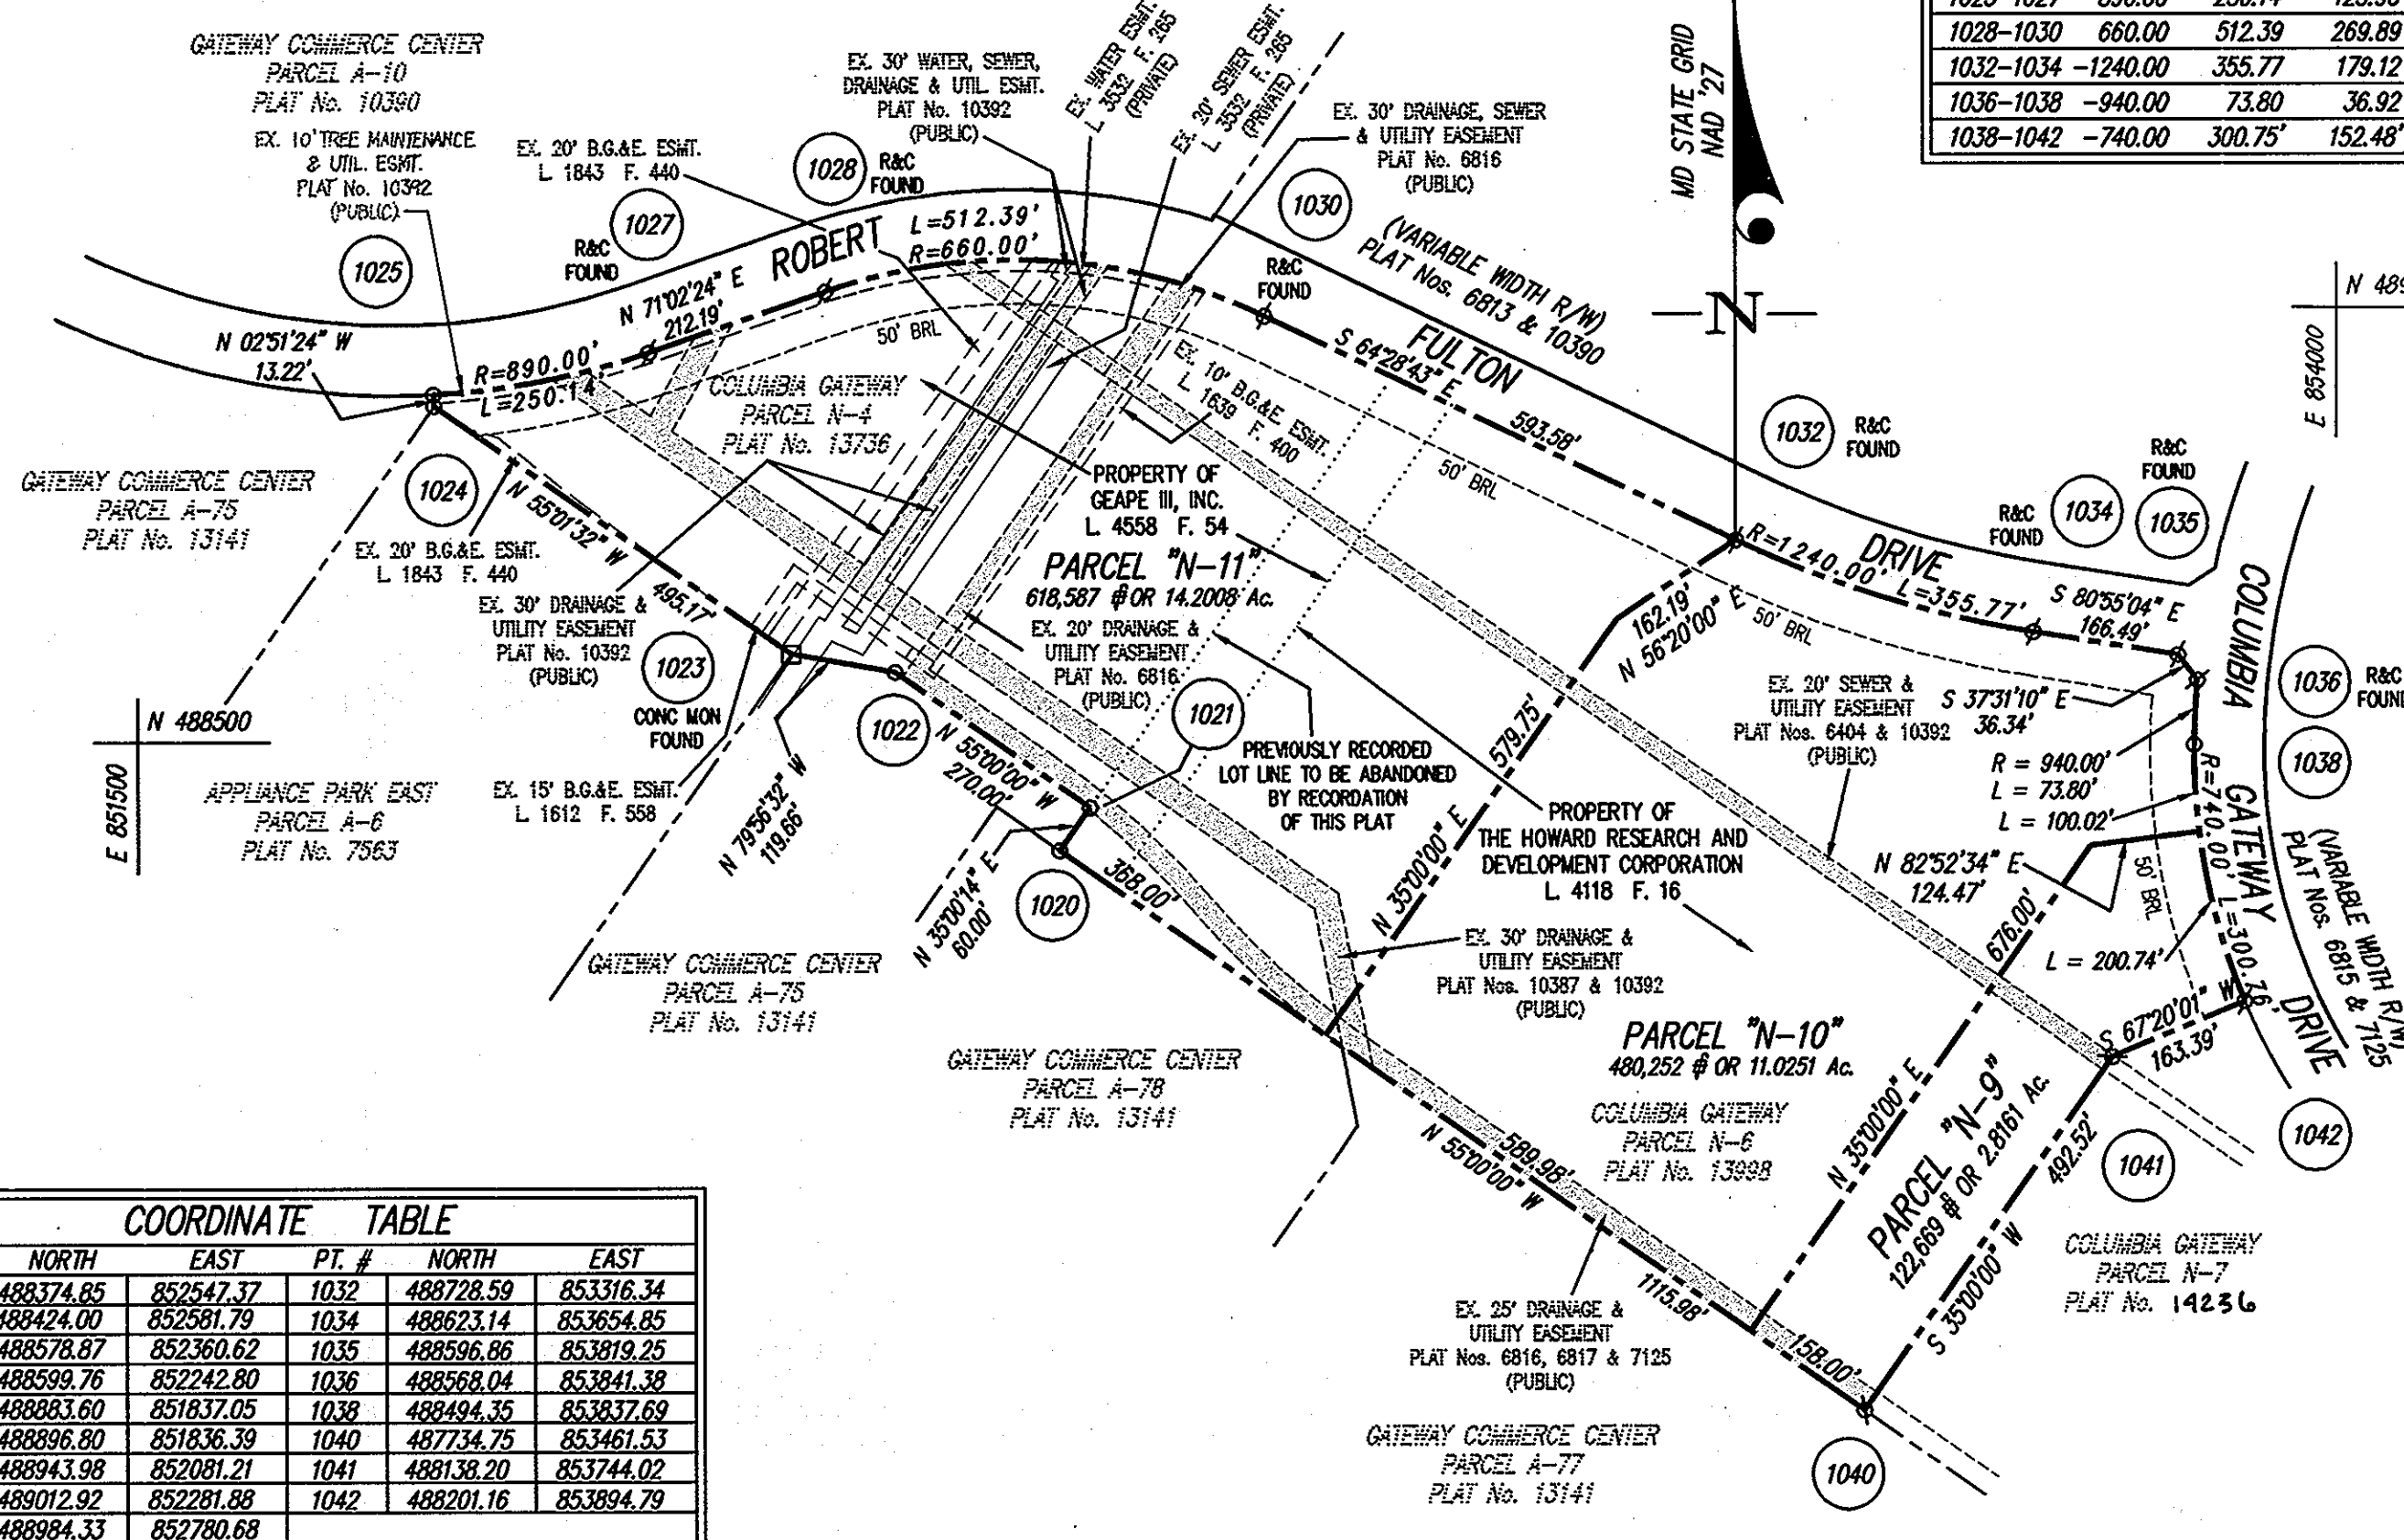 GATEWAY COMMERCE CENTER
PARCEL A-10
PLAT No. 10390
EX. 10' TREE MAINTENANCE
& UTIL. ESMT.
PLAT No. 10392
(PUBLIC)
EX. 20' B.G.&E. ESMT.
L. 1843 F. 440
EX. 30' WATER, SEWER,
DRAINAGE & UTIL. ESMT.
PLAT No. 10392
(PUBLIC)
EX. WATER ESMT.
L. 3532 F. 265
(PRIVATE)
EX. 20' SEWER ESMT.
L. 3532 F. 265
(PRIVATE)
EX. 30' DRAINAGE, SEWER
& UTILITY EASEMENT
PLAT No. 6816
(PUBLIC)
MD STATE GRID
NAD '27
N
1028-1030 660.00 512.39 269.89
1032-1034 -1240.00 355.77 179.12
1036-1038 -940.00 73.80 36.92
1038-1042 -740.00 300.75' 152.48'
1025
1027
R&C
FOUND
1028
R&C
FOUND
1030
R&C
FOUND
ROBERT
FULTON
DRIVE
(VARIABLE WIDTH R/W)
PLAT Nos. 6813 & 10390
L=512.39'
R=660.00'
N 71°02'24" E
212.19'
N 02°51'24" W
13.22'
R=890.00'
L=250.14
50' BRL
COLUMBIA GATEWAY
PARCEL N-4
PLAT No. 13736
EX. 10' B.G.&E. ESMT.
L. 1639 F. 400
S 64°28'43" E
593.58'
50' BRL
1032
R&C
FOUND
R&C
FOUND
1034
R&C
FOUND
1035
E 854000
GATEWAY COMMERCE CENTER
PARCEL A-75
PLAT No. 13141
1024
N 55°01'32" W
495.17'
EX. 20' B.G.&E. ESMT.
L. 1843 F. 440
EX. 30' DRAINAGE &
UTILITY EASEMENT
PLAT No. 10392
(PUBLIC)
1023
CONC MON
FOUND
PROPERTY OF
GEAPE III, INC.
L. 4558 F. 54
PARCEL "N-11"
618,587 ⌗ OR 14.2008 Ac.
EX. 20' DRAINAGE &
UTILITY EASEMENT
PLAT No. 6816
(PUBLIC)
R=1240.00'
L=355.77'
S 80°55'04" E
166.49'
162.19'
N 56°20'00" E
50' BRL
COLUMBIA
GATEWAY
DRIVE
(VARIABLE WIDTH R/W)
PLAT Nos. 6815 & 7125
1036
R&C
1038
S 37°31'10" E
36.34'
R = 940.00'
L = 73.80'
L = 100.02'
R=740.00'
L=300.76'
EX. 20' SEWER &
UTILITY EASEMENT
PLAT Nos. 6404 & 10392
(PUBLIC)
N 82°52'34" E
124.47'
50' BRL
L = 200.74'
N 488500
E 851500
APPLIANCE PARK EAST
PARCEL A-6
PLAT No. 7563
EX. 15' B.G.&E. ESMT.
L. 1612 F. 558
1022
N 79°56'32" W
119.66'
N 55°00'00" W
270.00'
1021
PREVIOUSLY RECORDED
LOT LINE TO BE ABANDONED
BY RECORDATION
OF THIS PLAT
579.75'
N 35°00'00" E
PROPERTY OF
THE HOWARD RESEARCH AND
DEVELOPMENT CORPORATION
L. 4118 F. 16
N 35°00'14" E
60.00'
1020
368.00'
EX. 30' DRAINAGE &
UTILITY EASEMENT
PLAT Nos. 10387 & 10392
(PUBLIC)
676.00'
N 35°00'00" E
S 67°20'01" W
163.39'
GATEWAY COMMERCE CENTER
PARCEL A-75
PLAT No. 13141
GATEWAY COMMERCE CENTER
PARCEL A-78
PLAT No. 13141
PARCEL "N-10"
480,252 ⌗ OR 11.0251 Ac.
COLUMBIA GATEWAY
PARCEL N-6
PLAT No. 13998
PARCEL "N-9"
122,669 ⌗ OR 2.8161 Ac.
492.52'
S 35°00'00" W
1041
1042
COLUMBIA GATEWAY
PARCEL N-7
PLAT No. 14236
589.98'
N 55°00'00" W
1115.98'
158.00'
EX. 25' DRAINAGE &
UTILITY EASEMENT
PLAT Nos. 6816, 6817 & 7125
(PUBLIC)
GATEWAY COMMERCE CENTER
PARCEL A-77
PLAT No. 13141
1040
COORDINATE TABLE
NORTH EAST PT. # NORTH EAST
488374.85 852547.37 1032 488728.59 853316.34
488424.00 852581.79 1034 488623.14 853654.85
488578.87 852360.62 1035 488596.86 853819.25
488599.76 852242.80 1036 488568.04 853841.38
488883.60 851837.05 1038 488494.35 853837.69
488896.80 851836.39 1040 487734.75 853461.53
488943.98 852081.21 1041 488138.20 853744.02
489012.92 852281.88 1042 488201.16 853894.79
488984.33 852780.68